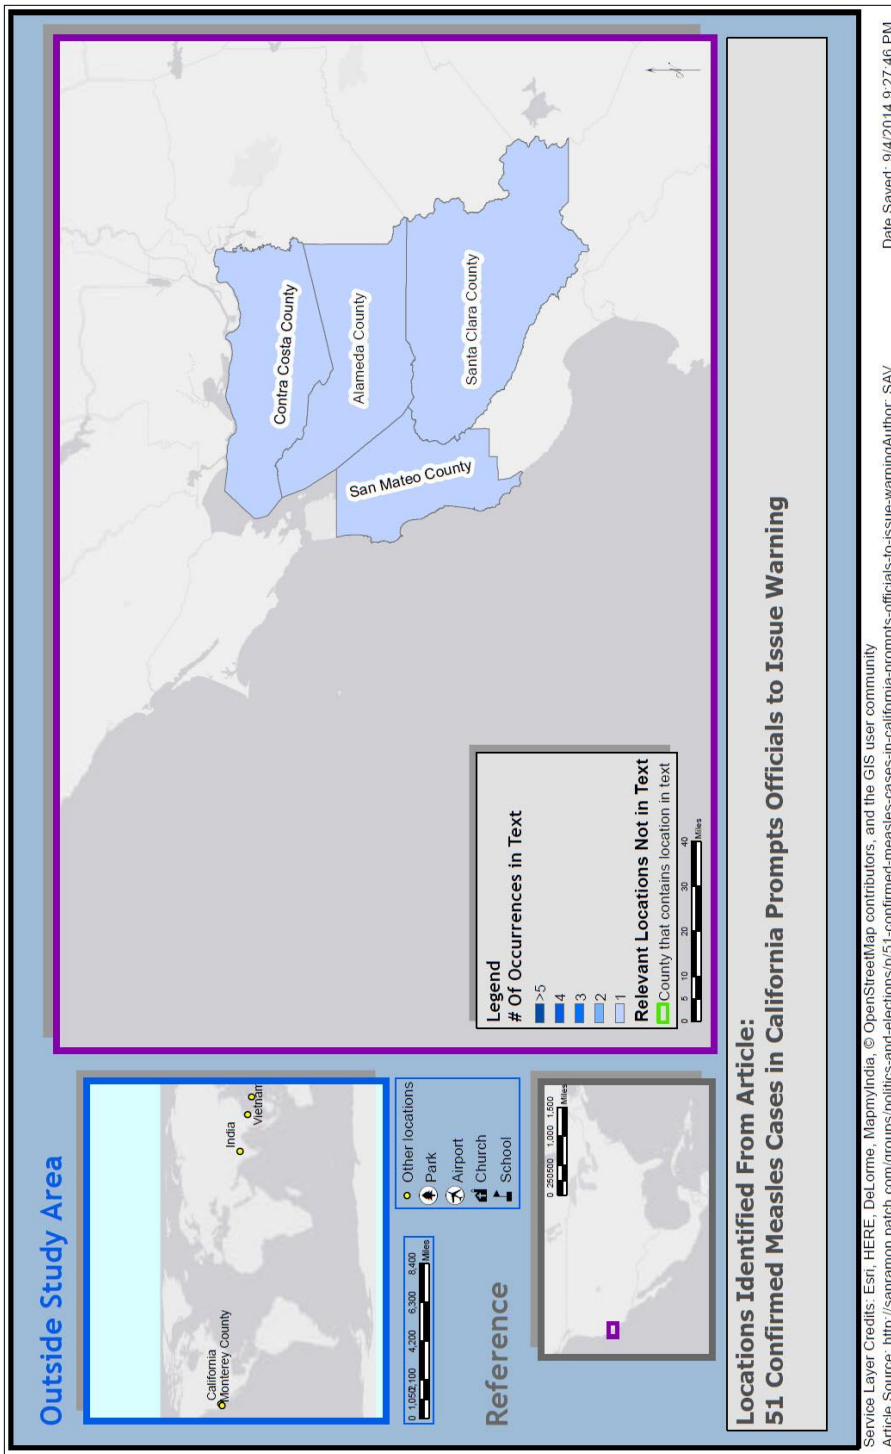 Outside Study Area
California
Monterey County
India
Vietnam
0 1,0502,100 4,200 6,300 8,400
Miles
Other locations
Park
Airport
Church
School
Reference
0 250500 1,000 1,500
Miles
Contra Costa County
Alameda County
San Mateo County
Santa Clara County
N
Legend
# Of Occurrences in Text
>5
4
3
2
1
Relevant Locations Not in Text
County that contains location in text
0 5 10 20 30 40
Miles
Locations Identified From Article:
51 Confirmed Measles Cases in California Prompts Officials to Issue Warning
Service Layer Credits: Esri, HERE, DeLorme, MapmyIndia, © OpenStreetMap contributors, and the GIS user community
Article Source: http://sanramon.patch.com/groups/politics-and-elections/p/51-confirmed-measles-cases-in-california-prompts-officials-to-issue-warningAuthor: SAV
Date Saved: 9/4/2014 9:27:46 PM